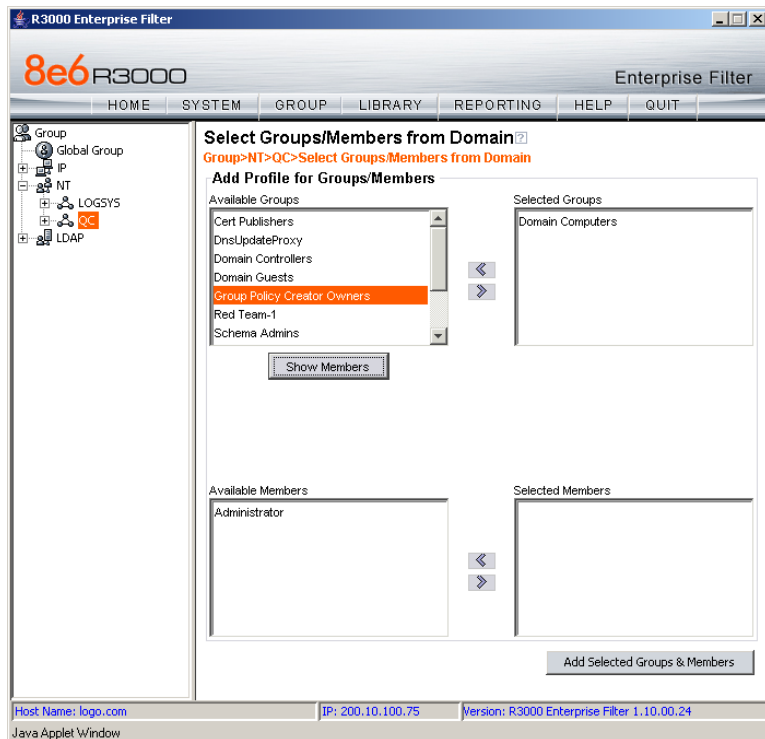 R3000 Enterprise Filter
8e6 R3000
Enterprise Filter
HOME SYSTEM GROUP LIBRARY REPORTING HELP QUIT
Group
Global Group
IP
NT
LOGSYS
QC
LDAP
Select Groups/Members from Domain ?
Group>NT>QC>Select Groups/Members from Domain
Add Profile for Groups/Members
Available Groups
Cert Publishers
DnsUpdateProxy
Domain Controllers
Domain Guests
Group Policy Creator Owners
Red Team-1
Schema Admins
Show Members
Selected Groups
Domain Computers
Available Members
Administrator
Selected Members
Add Selected Groups & Members
Host Name: logo.com
IP: 200.10.100.75
Version: R3000 Enterprise Filter 1.10.00.24
Java Applet Window